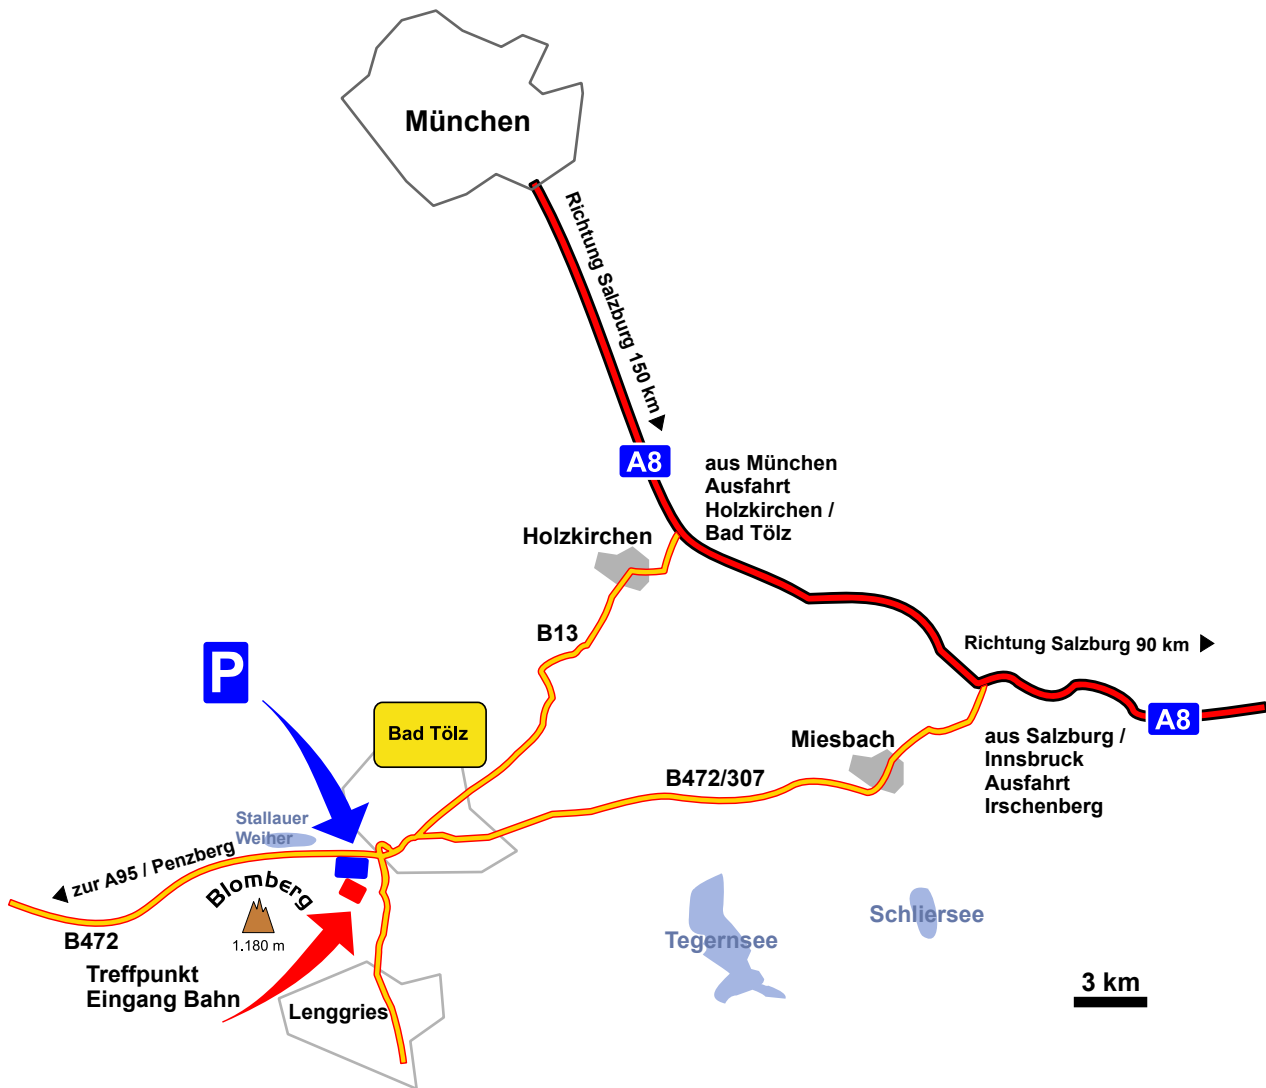 München
Richtung Salzburg 150 km
A8
aus München
Ausfahrt
Holzkirchen /
Bad Tölz
Holzkirchen
B13
Richtung Salzburg 90 km
P
A8
Bad Tölz
Miesbach
aus Salzburg /
Innsbruck
Ausfahrt
Irschenberg
B472/307
Stallauer
Weiher
zur A95 / Penzberg
Blomberg
1.180 m
B472
Schliersee
Tegernsee
Treffpunkt
Eingang Bahn
Lenggries
3 km